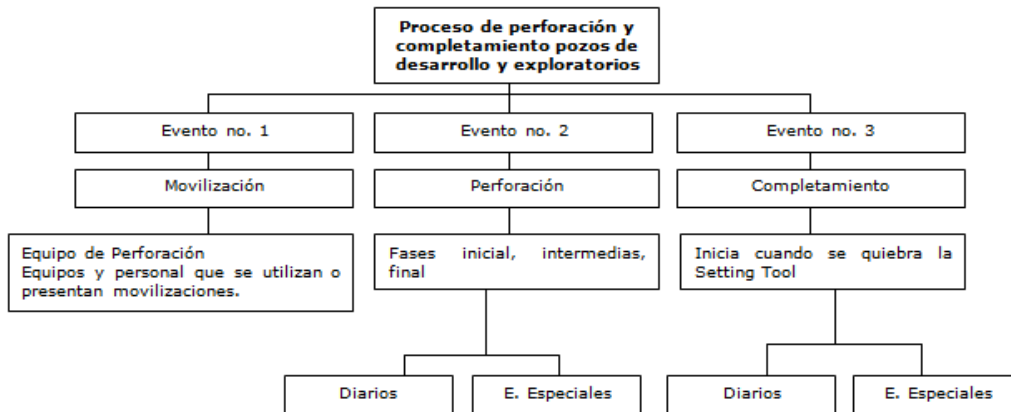 Proceso de perforación y
completamiento pozos de
desarrollo y exploratorios
Evento no. 1
Evento no. 2
Evento no. 3
Movilización
Perforación
Completamiento
Equipo de Perforación
Equipos y personal que se utilizan o
presentan movilizaciones.
Fases inicial, intermedias,
final
Inicia cuando se quiebra la
Setting Tool
Diarios
E. Especiales
Diarios
E. Especiales